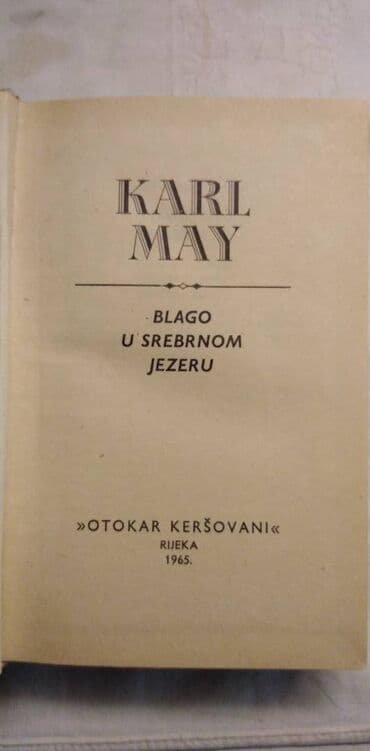 KARL
MAY
BLAGO
U SREBRNOM
JEZERU
»OTOKAR KERŠOVANI«
RIJEKA
1965.